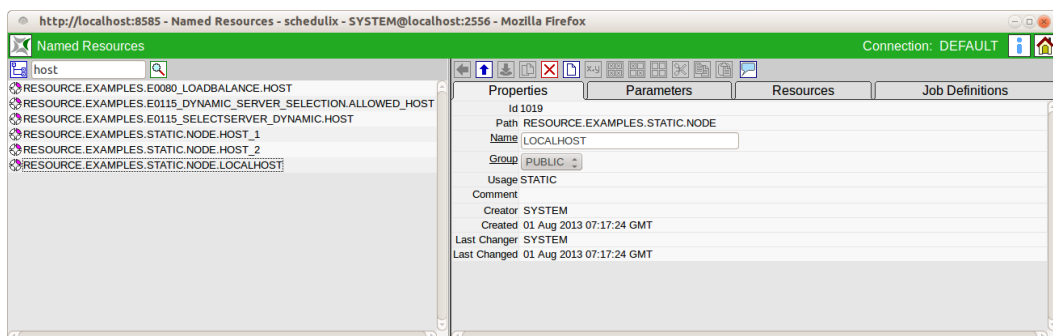 http://localhost:8585 - Named Resources - schedulix - SYSTEM@localhost:2556 - Mozilla Firefox
Named Resources
Connection: DEFAULT
host
RESOURCE.EXAMPLES.E0080_LOADBALANCE.HOST
RESOURCE.EXAMPLES.E0115_DYNAMIC_SERVER_SELECTION.ALLOWED_HOST
RESOURCE.EXAMPLES.E0115_SELECTSERVER_DYNAMIC.HOST
RESOURCE.EXAMPLES.STATIC.NODE.HOST_1
RESOURCE.EXAMPLES.STATIC.NODE.HOST_2
RESOURCE.EXAMPLES.STATIC.NODE.LOCALHOST
x.y
Properties Parameters Resources Job Definitions
Id 1019
Path RESOURCE.EXAMPLES.STATIC.NODE
Name LOCALHOST
Group PUBLIC
Usage STATIC
Comment
Creator SYSTEM
Created 01 Aug 2013 07:17:24 GMT
Last Changer SYSTEM
Last Changed 01 Aug 2013 07:17:24 GMT